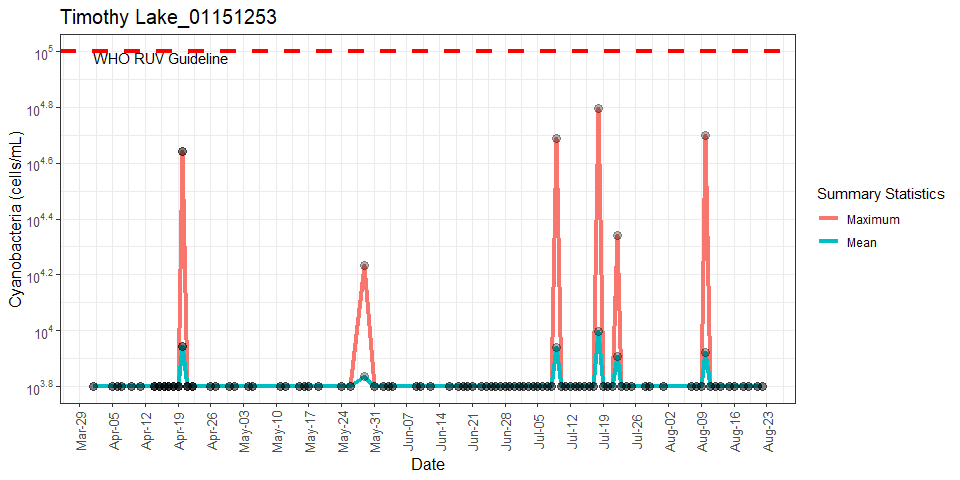 Timothy Lake_01151253
10^5
WHO RUV Guideline
10^4.8
10^4.6
10^4.4
10^4.2
10^4
10^3.8
Cyanobacteria (cells/mL)
Mar-29
Apr-05
Apr-12
Apr-19
Apr-26
May-03
May-10
May-17
May-24
May-31
Jun-07
Jun-14
Jun-21
Jun-28
Jul-05
Jul-12
Jul-19
Jul-26
Aug-02
Aug-09
Aug-16
Aug-23
Date
Summary Statistics
Maximum
Mean